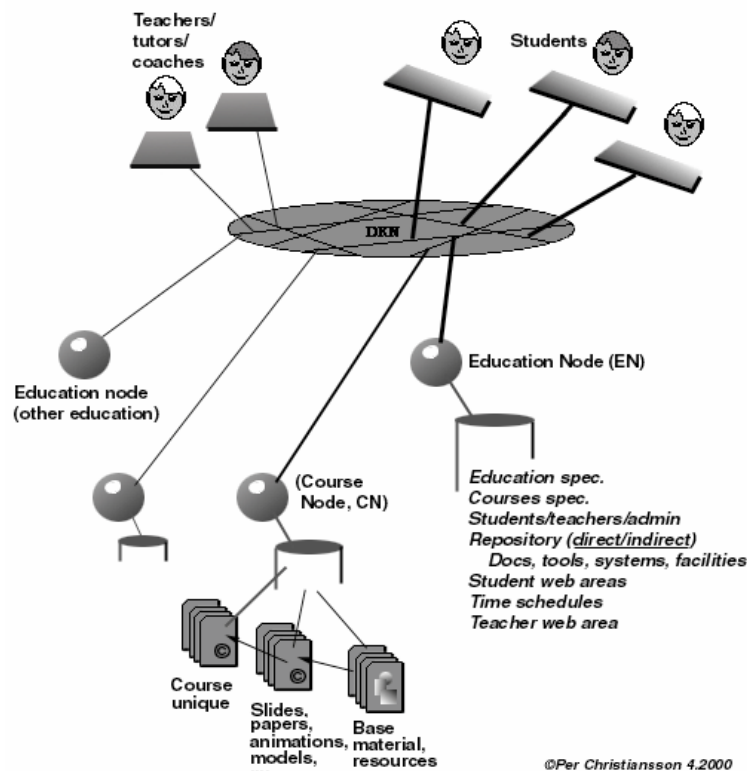 Teachers/
tutors/
coaches
Students
DKN
Education node
(other education)
Education Node (EN)
(Course
Node, CN)
Education spec.
Courses spec.
Students/teachers/admin
Repository (direct/indirect)
Docs, tools, systems, facilities
Student web areas
Time schedules
Teacher web area
©
©
Course
unique
Slides,
papers,
animations,
models,
Base
material,
resources
©Per Christiansson 4.2000